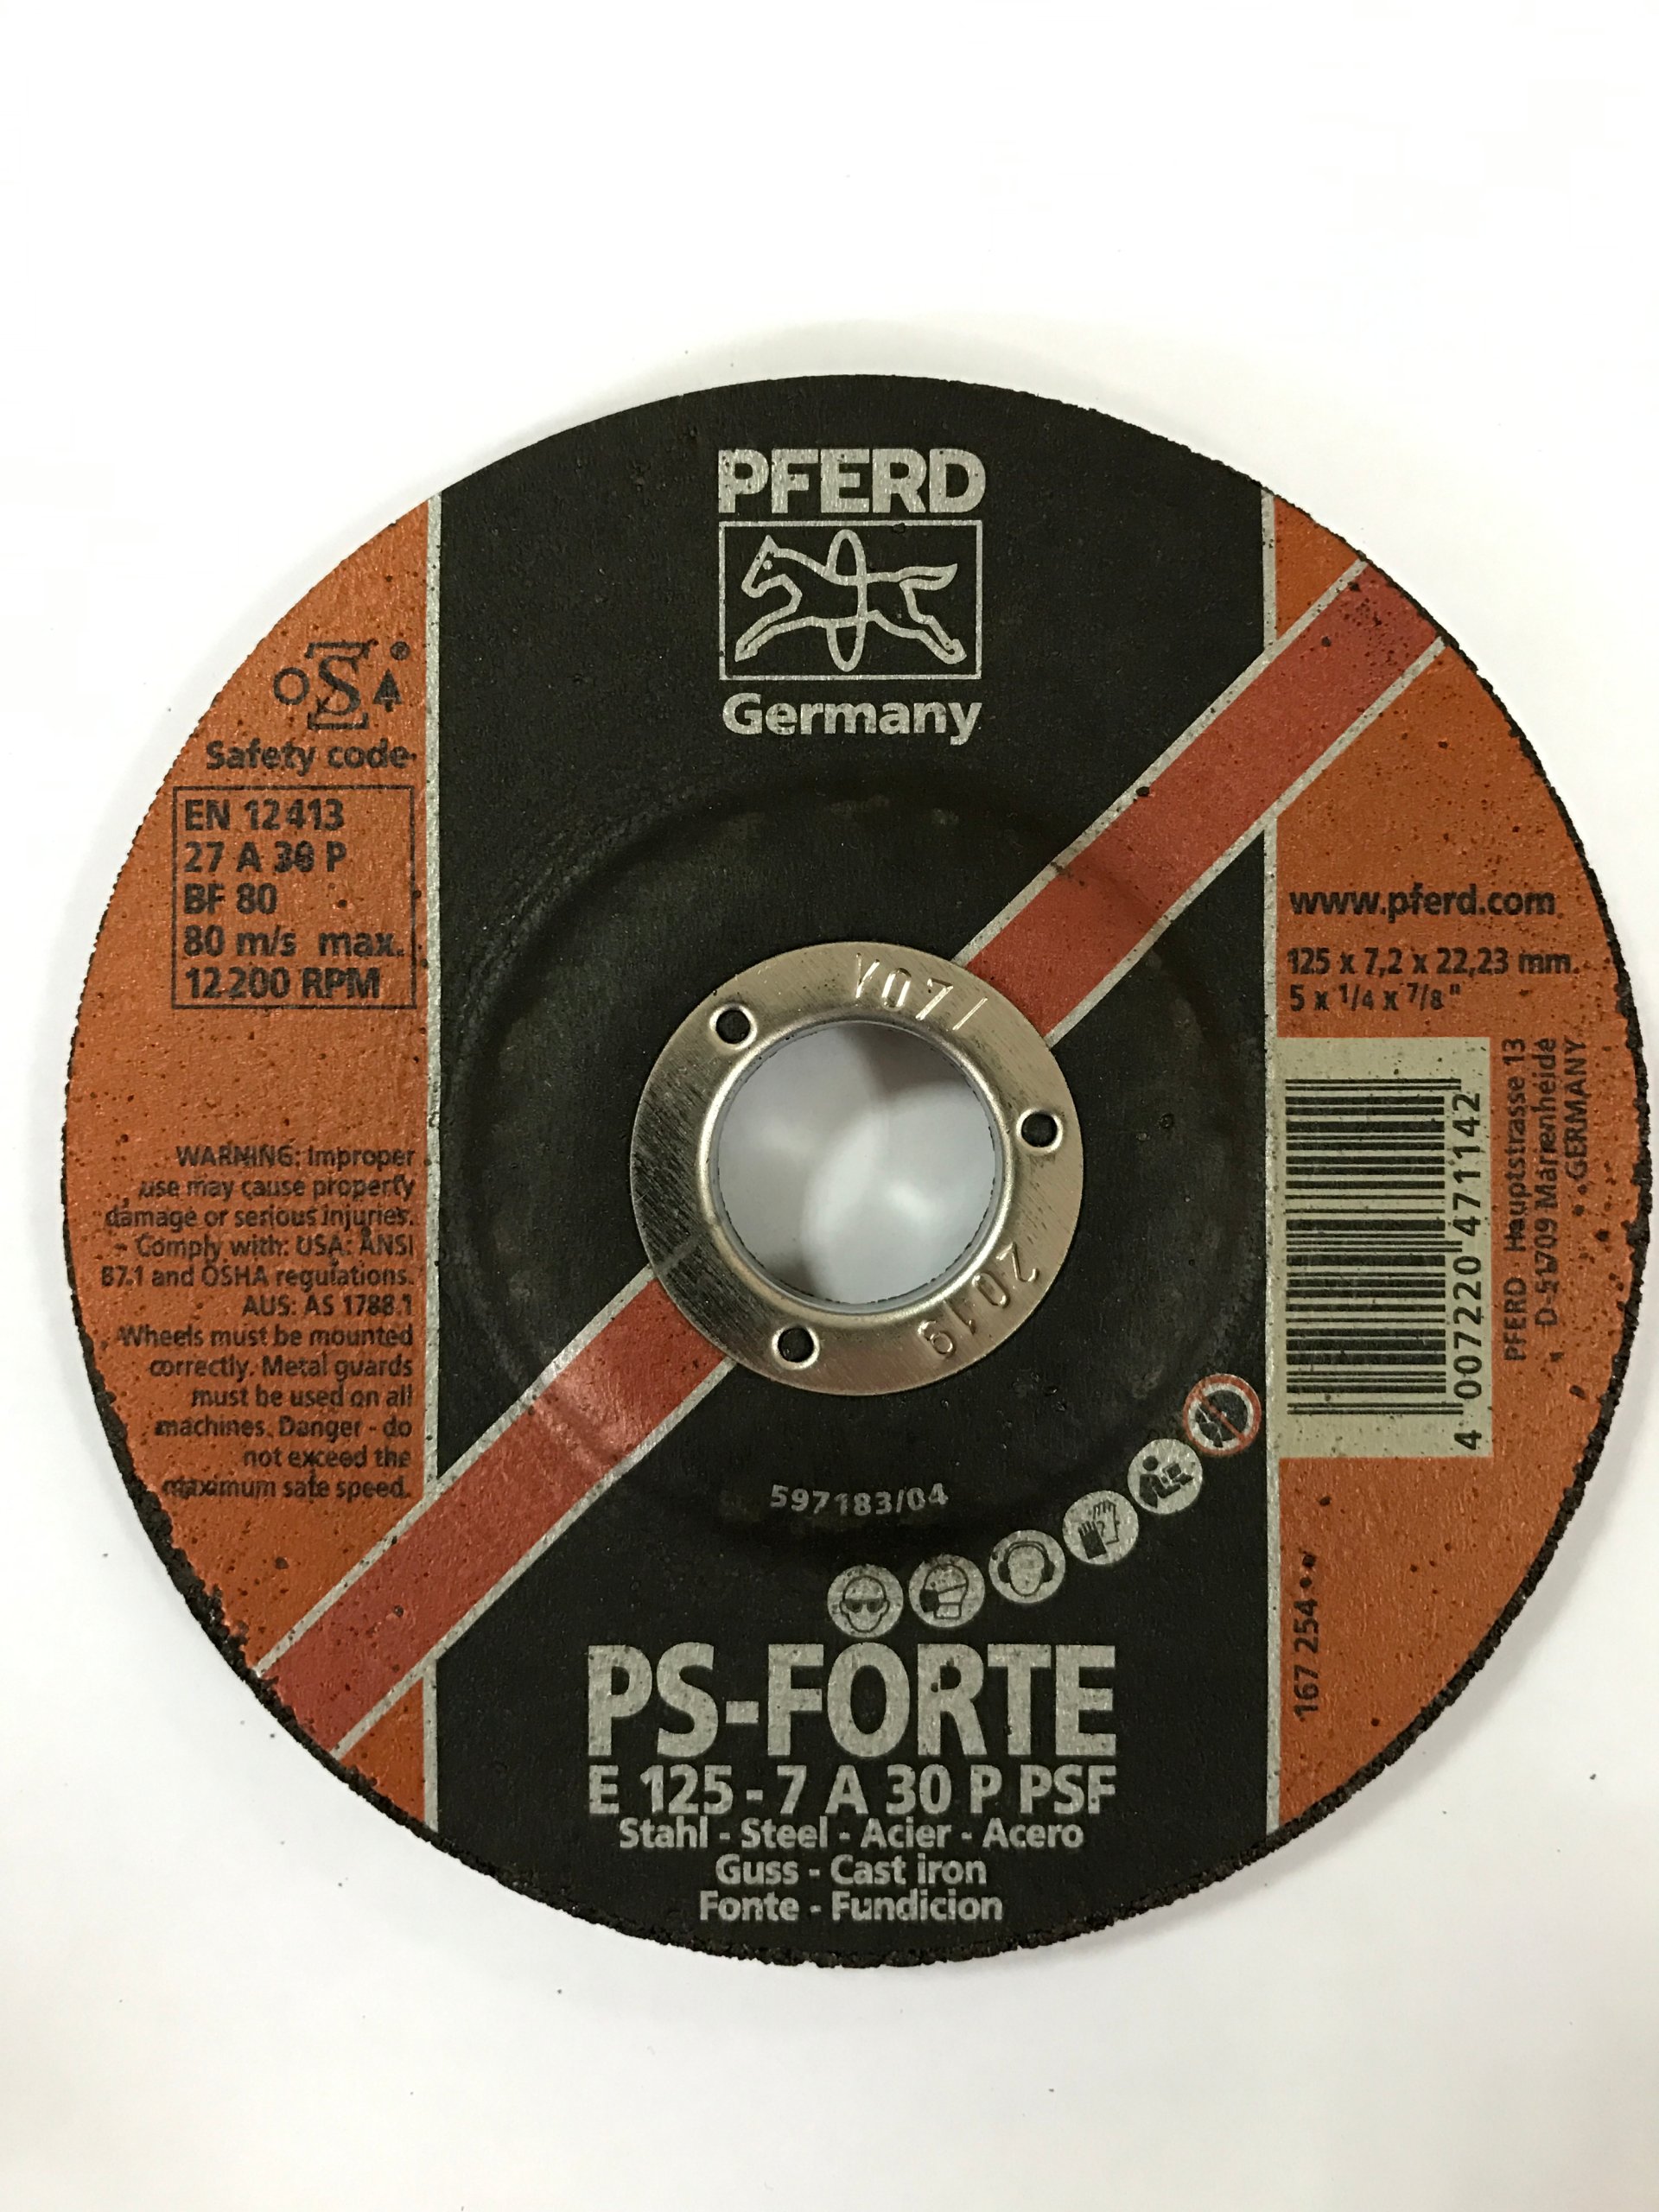 PFERD
Germany
OSA ®
Safety code
EN 12413
27 A 30 P
BF 80
80 m/s max.
12200 RPM
WARNING: Improper
use may cause property
damage or serious injuries.
Comply with: USA: ANSI
B7.1 and OSHA regulations.
AUS: AS 1788.1
Wheels must be mounted
correctly. Metal guards
must be used on all
machines. Danger - do
not exceed the
maximum safe speed.
www.pferd.com
125 x 7,2 x 22,23 mm
5 x 1/4 x 7/8"
4 007220 471142
PFERD · Hauptstrasse 13
D-51709 Marienheide
GERMANY
167 254
V07/
2019
597183/04
PS-FORTE
E 125-7 A 30 P PSF
Stahl - Steel - Acier - Acero
Guss - Cast iron
Fonte - Fundicion